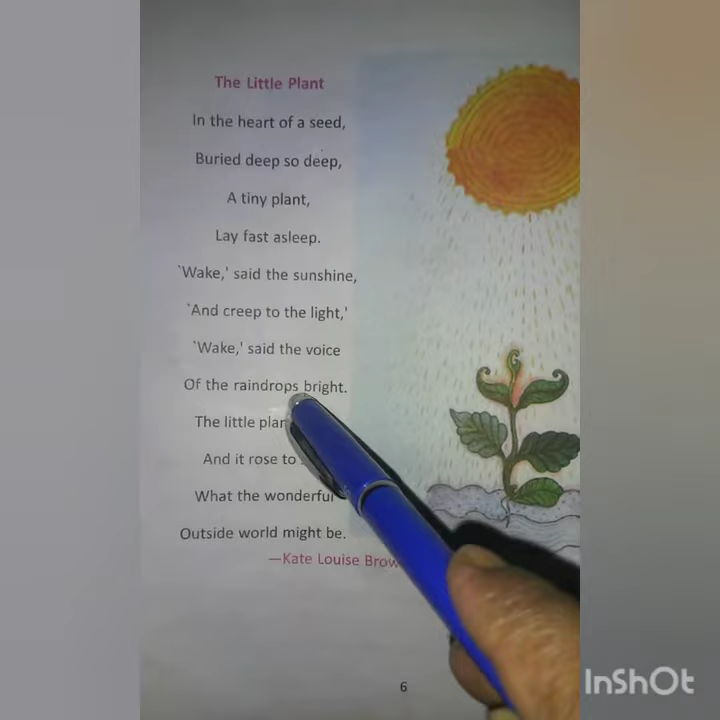 The Little Plant
In the heart of a seed,
Buried deep so deep,
A tiny plant,
Lay fast asleep.
`Wake,' said the sunshine,
`And creep to the light,'
`Wake,' said the voice
Of the raindrops bright.
The little
And it rose to
What the wonderful
Outside world might be.
—Kate Louise
6
InShOt